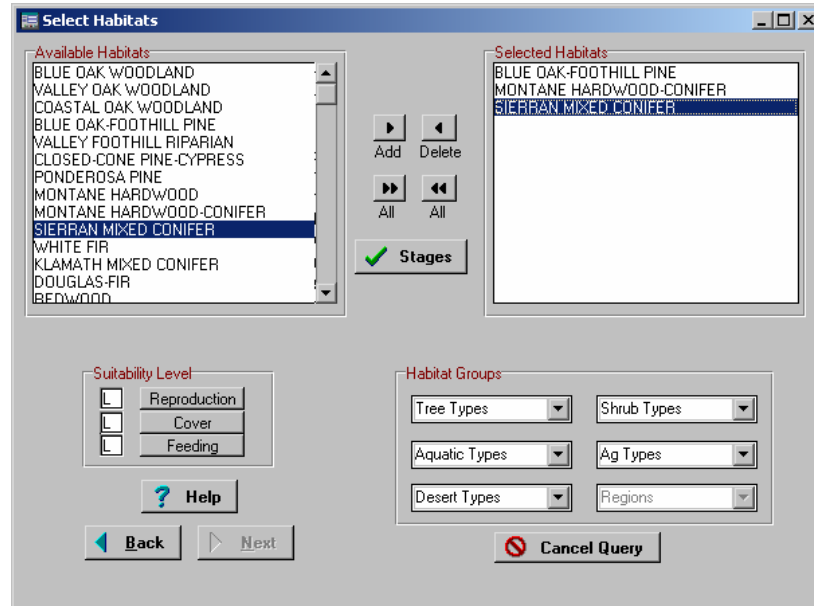 Select Habitats
Available Habitats
BLUE OAK WOODLAND
VALLEY OAK WOODLAND
COASTAL OAK WOODLAND
BLUE OAK-FOOTHILL PINE
VALLEY FOOTHILL RIPARIAN
CLOSED-CONE PINE-CYPRESS
PONDEROSA PINE
MONTANE HARDWOOD
MONTANE HARDWOOD-CONIFER
SIERRAN MIXED CONIFER
WHITE FIR
KLAMATH MIXED CONIFER
DOUGLAS-FIR
REDWOOD
Add Delete
All All
Stages
Selected Habitats
BLUE OAK-FOOTHILL PINE
MONTANE HARDWOOD-CONIFER
SIERRAN MIXED CONIFER
Suitability Level
L Reproduction
L Cover
L Feeding
Help
Back Next
Habitat Groups
Tree Types Shrub Types
Aquatic Types Ag Types
Desert Types Regions
Cancel Query